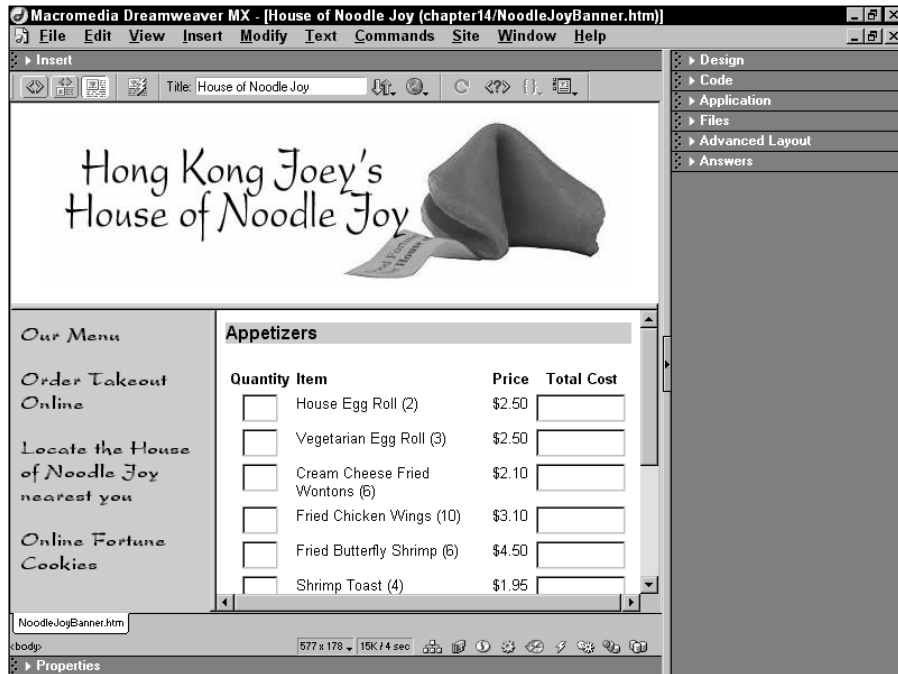 Macromedia Dreamweaver MX - [House of Noodle Joy (chapter14/NoodleJoyBanner.htm)]
File Edit View Insert Modify Text Commands Site Window Help
Insert
Title: House of Noodle Joy
Design
Code
Application
Files
Advanced Layout
Answers
Hong Kong Joey's
House of Noodle Joy
Our Menu
Order Takeout
Online
Locate the House
of Noodle Joy
nearest you
Online Fortune
Cookies
Appetizers
Quantity Item Price Total Cost
House Egg Roll (2) $2.50
Vegetarian Egg Roll (3) $2.50
Cream Cheese Fried
Wontons (6) $2.10
Fried Chicken Wings (10) $3.10
Fried Butterfly Shrimp (6) $4.50
Shrimp Toast (4) $1.95
NoodleJoyBanner.htm
<body> 577 x 178 15K / 4 sec
Properties